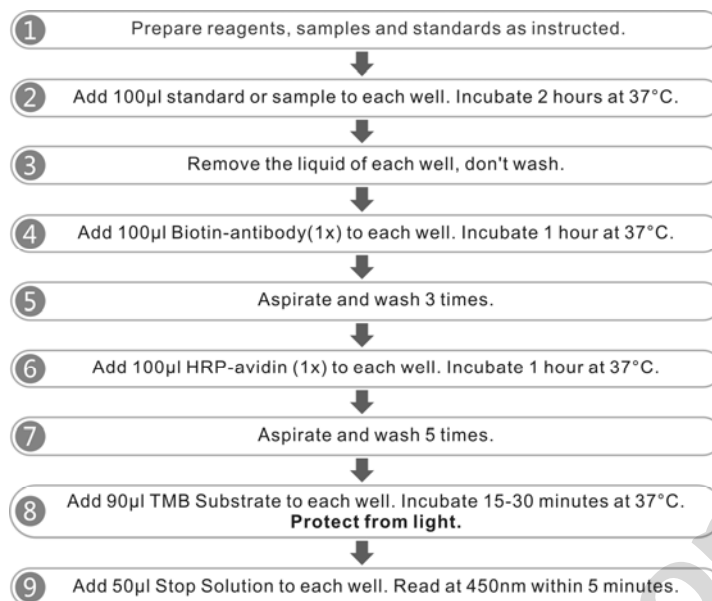 1 Prepare reagents, samples and standards as instructed.
2 Add 100μl standard or sample to each well. Incubate 2 hours at 37°C.
3 Remove the liquid of each well, don't wash.
4 Add 100μl Biotin-antibody(1x) to each well. Incubate 1 hour at 37°C.
5 Aspirate and wash 3 times.
6 Add 100μl HRP-avidin (1x) to each well. Incubate 1 hour at 37°C.
7 Aspirate and wash 5 times.
8 Add 90μl TMB Substrate to each well. Incubate 15-30 minutes at 37°C.
Protect from light.
9 Add 50μl Stop Solution to each well. Read at 450nm within 5 minutes.